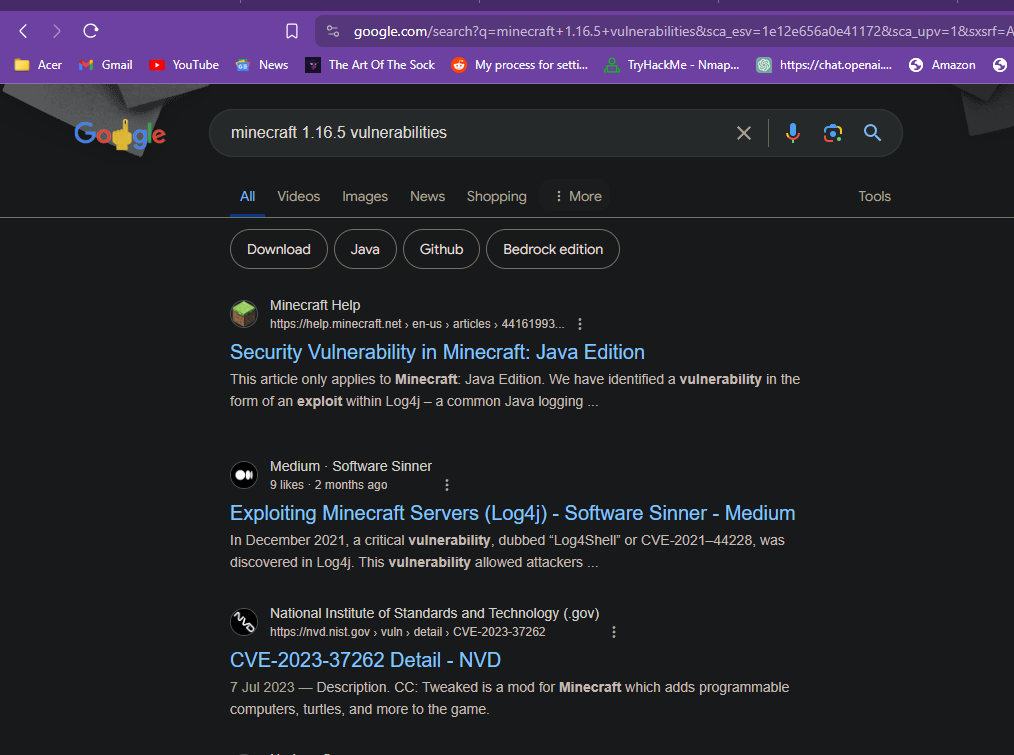 google.com/search?q=minecraft+1.16.5+vulnerabilities&sca_esv=1e12e656a0e41172&sca_upv=1&sxsrf=A
Acer Gmail YouTube News The Art Of The Sock My process for setti... TryHackMe - Nmap... https://chat.openai.... Amazon
Google
minecraft 1.16.5 vulnerabilities
All Videos Images News Shopping More Tools
Download Java Github Bedrock edition
Minecraft Help
https://help.minecraft.net › en-us › articles › 44161993...
Security Vulnerability in Minecraft: Java Edition
This article only applies to Minecraft: Java Edition. We have identified a vulnerability in the
form of an exploit within Log4j – a common Java logging ...
Medium · Software Sinner
9 likes · 2 months ago
Exploiting Minecraft Servers (Log4j) - Software Sinner - Medium
In December 2021, a critical vulnerability, dubbed “Log4Shell” or CVE-2021–44228, was
discovered in Log4j. This vulnerability allowed attackers ...
National Institute of Standards and Technology (.gov)
https://nvd.nist.gov › vuln › detail › CVE-2023-37262
CVE-2023-37262 Detail - NVD
7 Jul 2023 — Description. CC: Tweaked is a mod for Minecraft which adds programmable
computers, turtles, and more to the game.